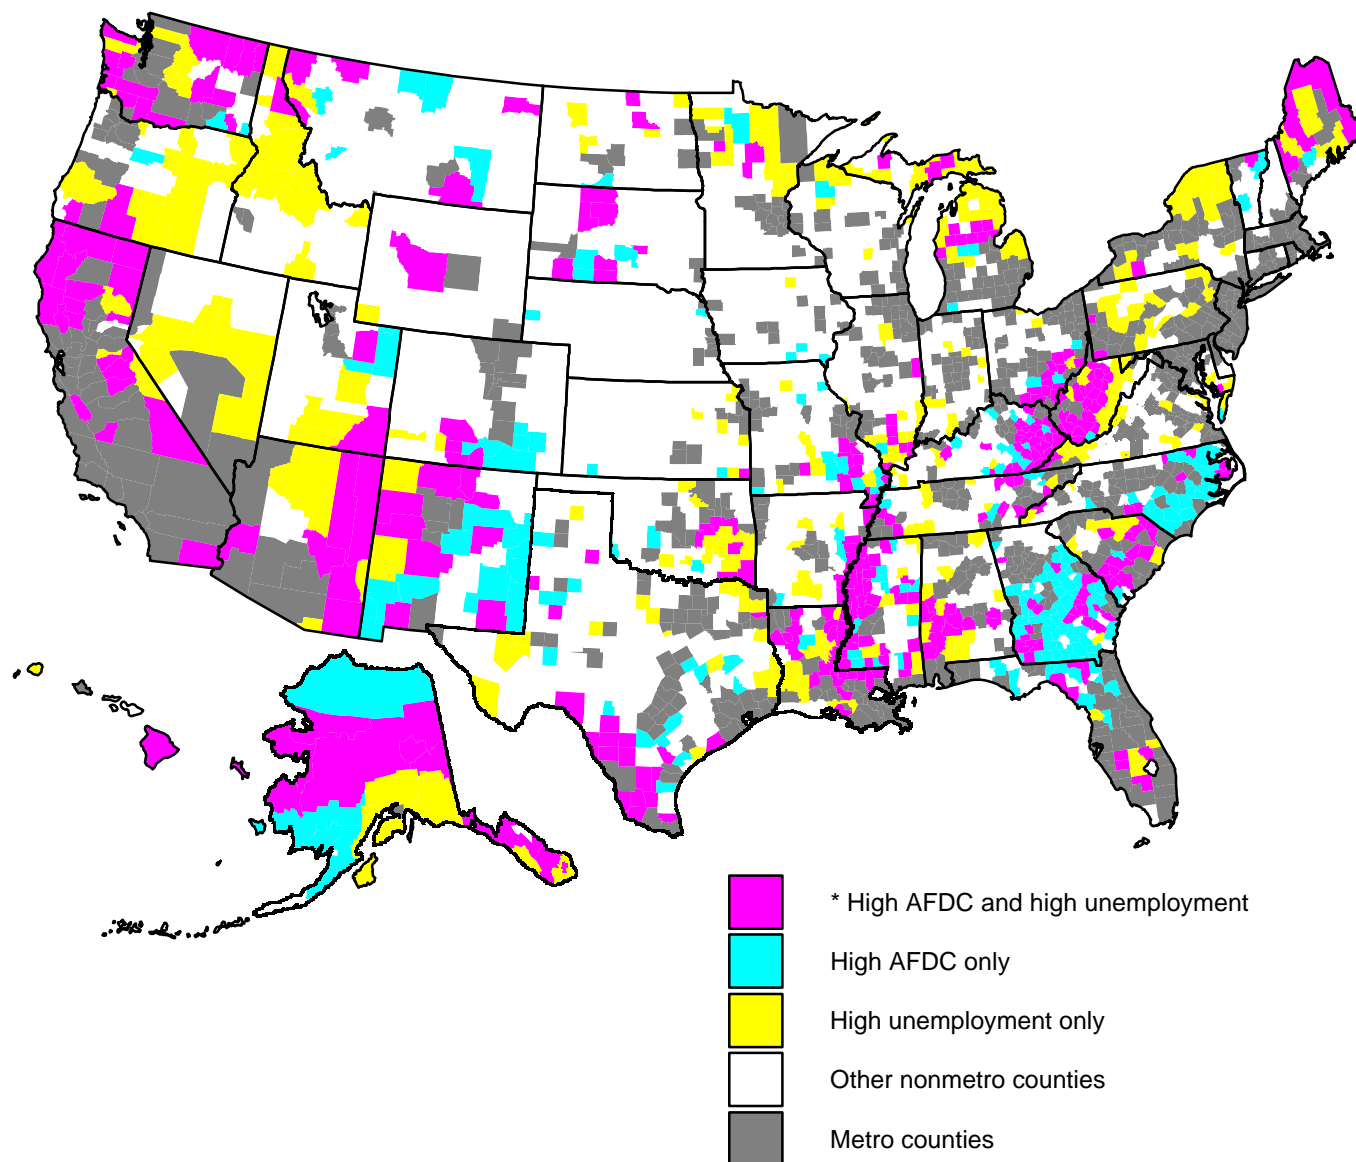 * High AFDC and high unemployment
High AFDC only
High unemployment only
Other nonmetro counties
Metro counties